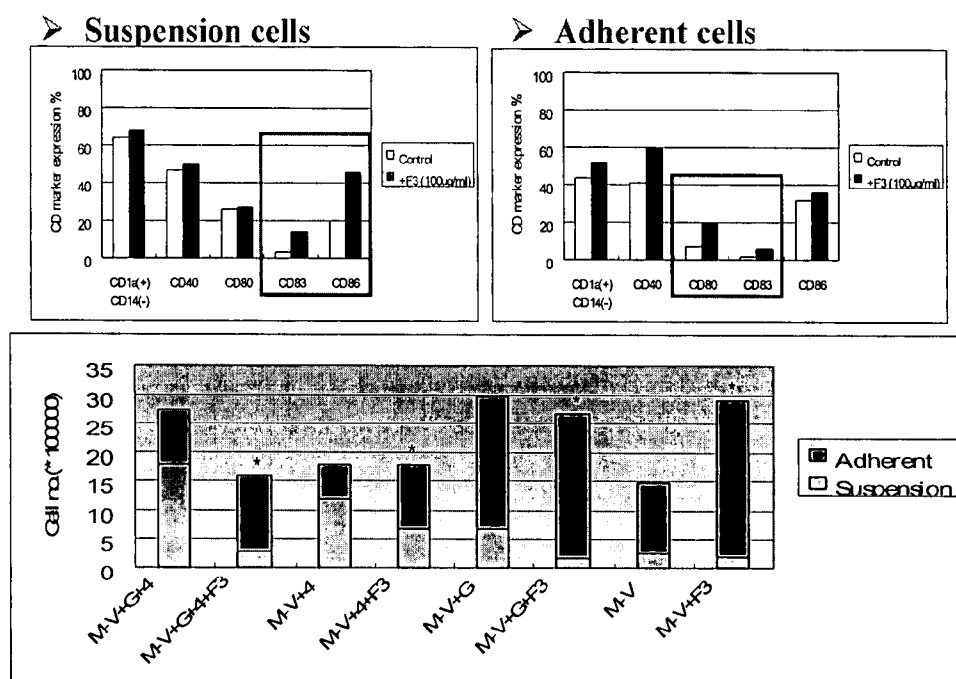 ➤ Suspension cells
CD marker expression %
100
80
60
40
20
0
CD1a(+)
CD14(-)
CD40
CD80
CD83
CD86
Control
+F3 (100μg/ml)
➤ Adherent cells
CD marker expression %
100
80
60
40
20
0
CD1a(+)
CD14(-)
CD40
CD80
CD83
CD86
Control
+F3 (100μg/ml)
Cell no.(*100000)
35
30
25
20
15
10
5
0
* * * *
M-V+G+4
M-V+G+4+F3
M-V+4
M-V+4+F3
M-V+G
M-V+G+F3
M-V
M-V+F3
Adherent
Suspension